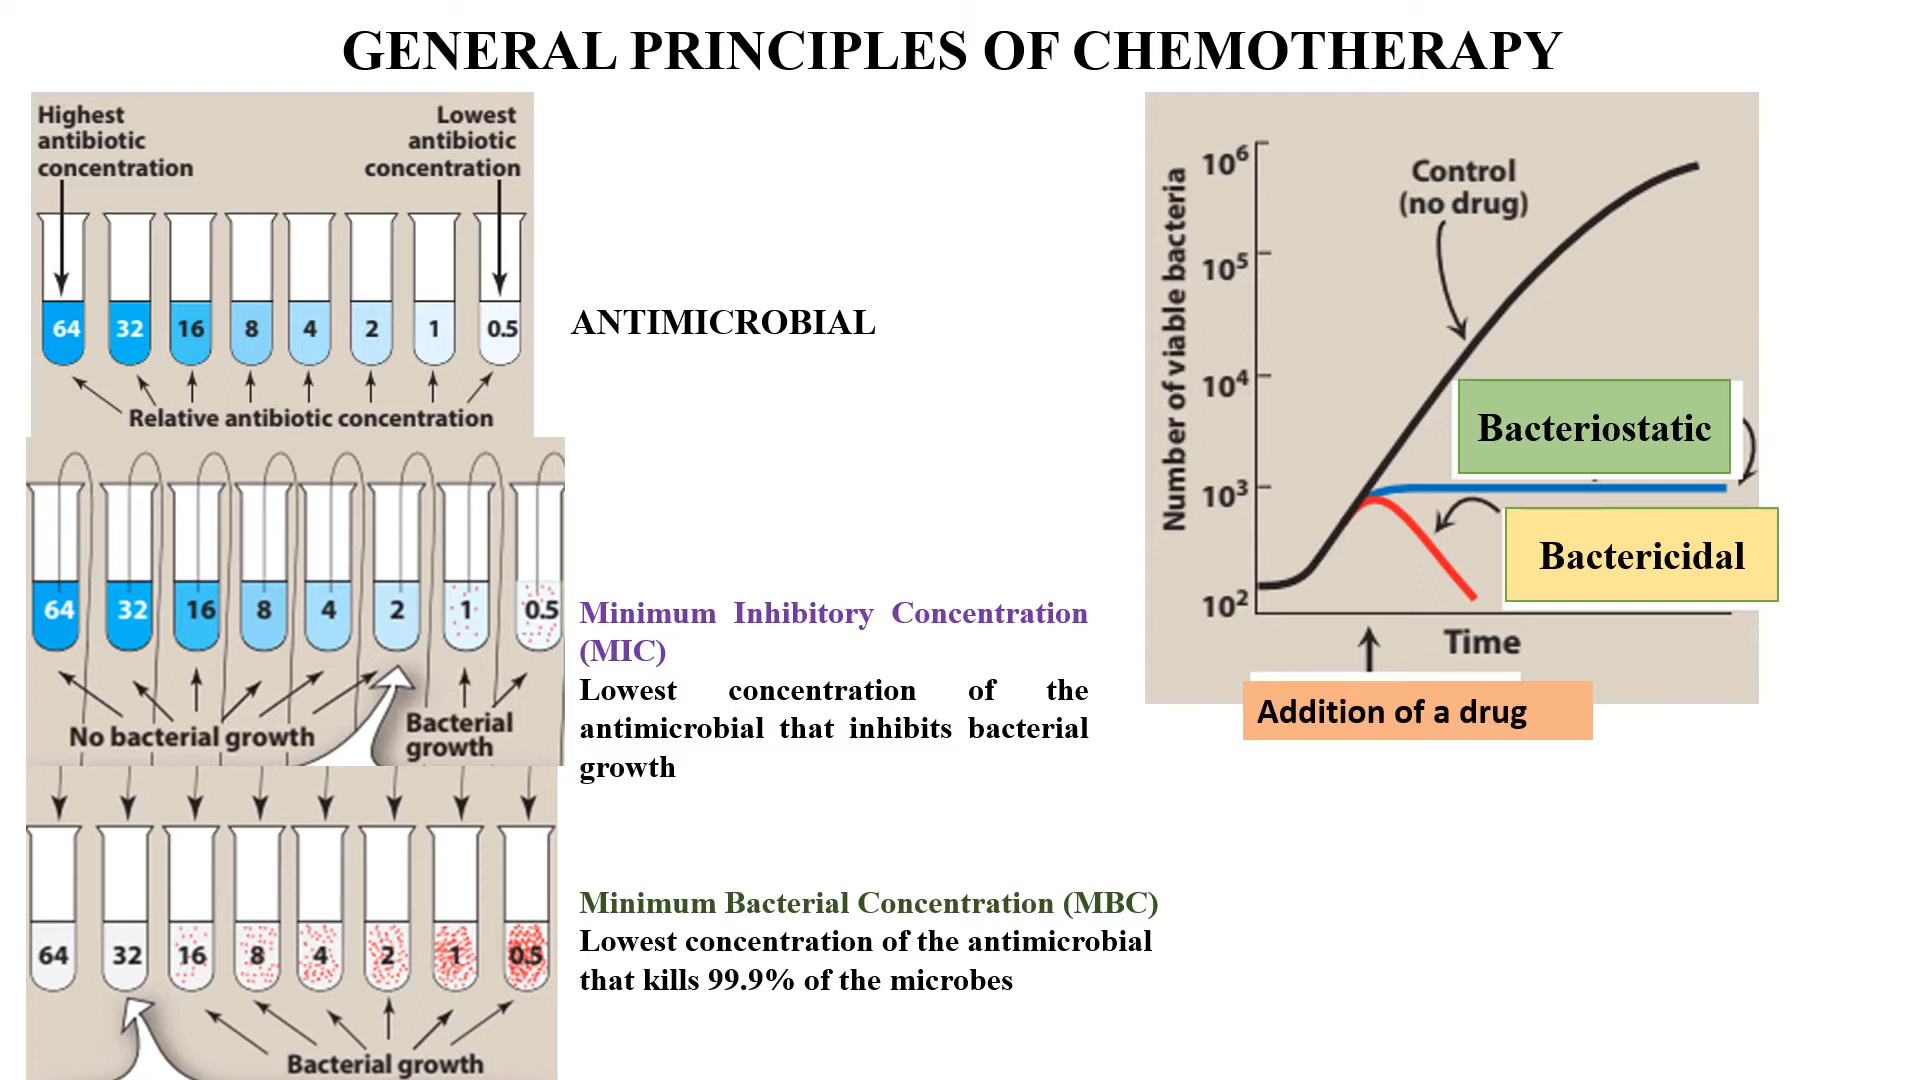 GENERAL PRINCIPLES OF CHEMOTHERAPY
Highest
antibiotic
concentration
Lowest
antibiotic
concentration
64 32 16 8 4 2 1 0.5
Relative antibiotic concentration
ANTIMICROBIAL
64 32 16 8 4 2 1 0.5
No bacterial growth
Bacterial
growth
Minimum Inhibitory Concentration
(MIC)
Lowest concentration of the
antimicrobial that inhibits bacterial
growth
64 32 16 8 4 2 1 0.5
Bacterial growth
Minimum Bacterial Concentration (MBC)
Lowest concentration of the antimicrobial
that kills 99.9% of the microbes
Number of viable bacteria
10⁶
10⁵
10⁴
10³
10²
Control
(no drug)
Bacteriostatic
Bactericidal
Time
Addition of a drug